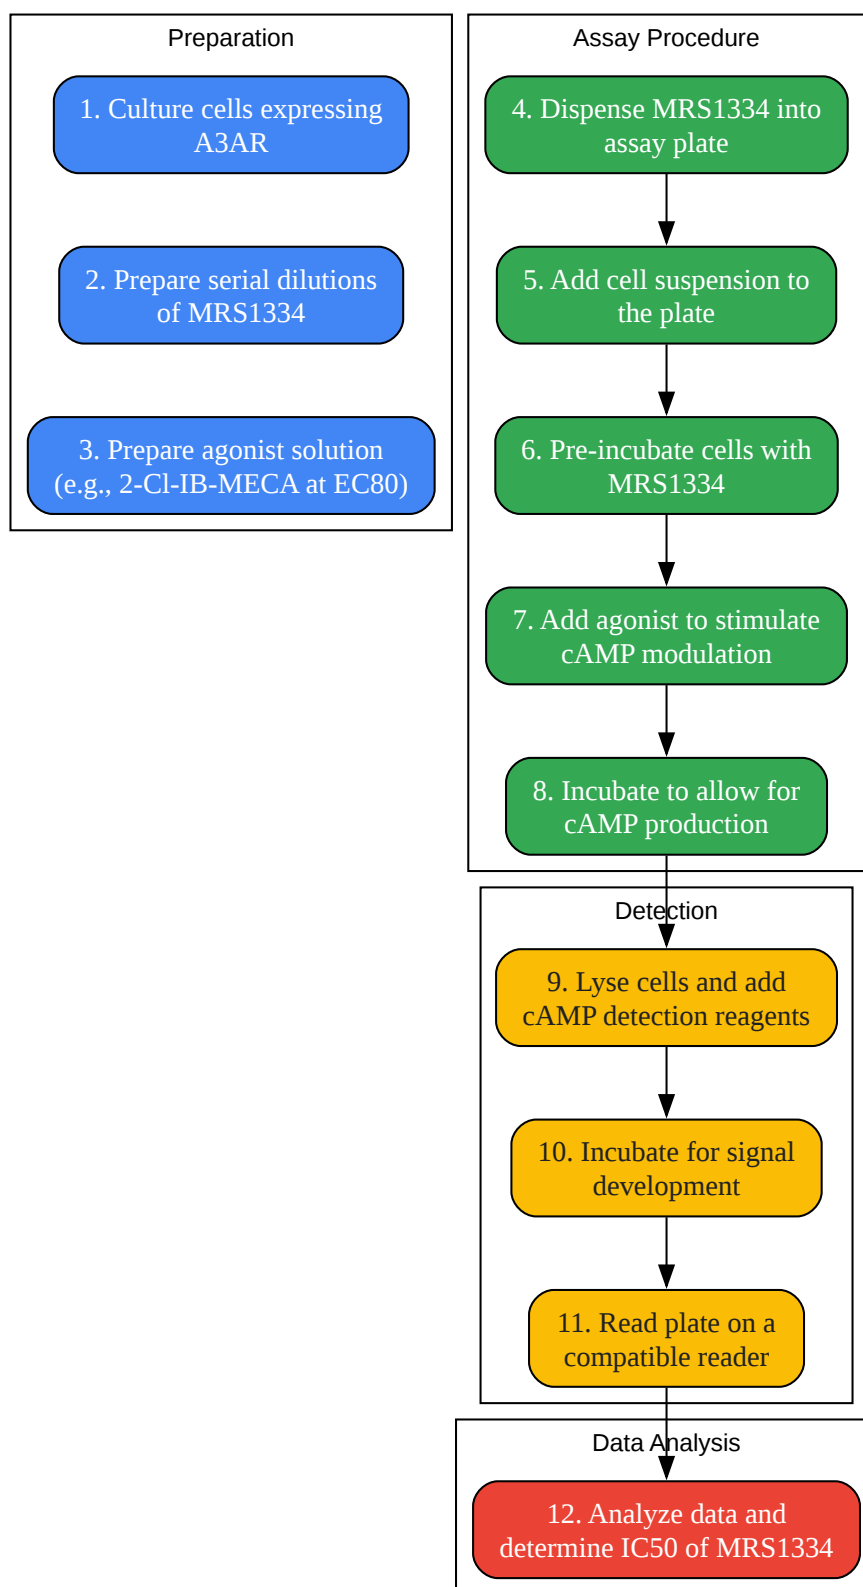 Preparation
1. Culture cells expressing
A3AR
2. Prepare serial dilutions
of MRS1334
3. Prepare agonist solution
(e.g., 2-Cl-IB-MECA at EC80)
Assay Procedure
4. Dispense MRS1334 into
assay plate
5. Add cell suspension to
the plate
6. Pre-incubate cells with
MRS1334
7. Add agonist to stimulate
cAMP modulation
8. Incubate to allow for
cAMP production
Detection
9. Lyse cells and add
cAMP detection reagents
10. Incubate for signal
development
11. Read plate on a
compatible reader
Data Analysis
12. Analyze data and
determine IC50 of MRS1334